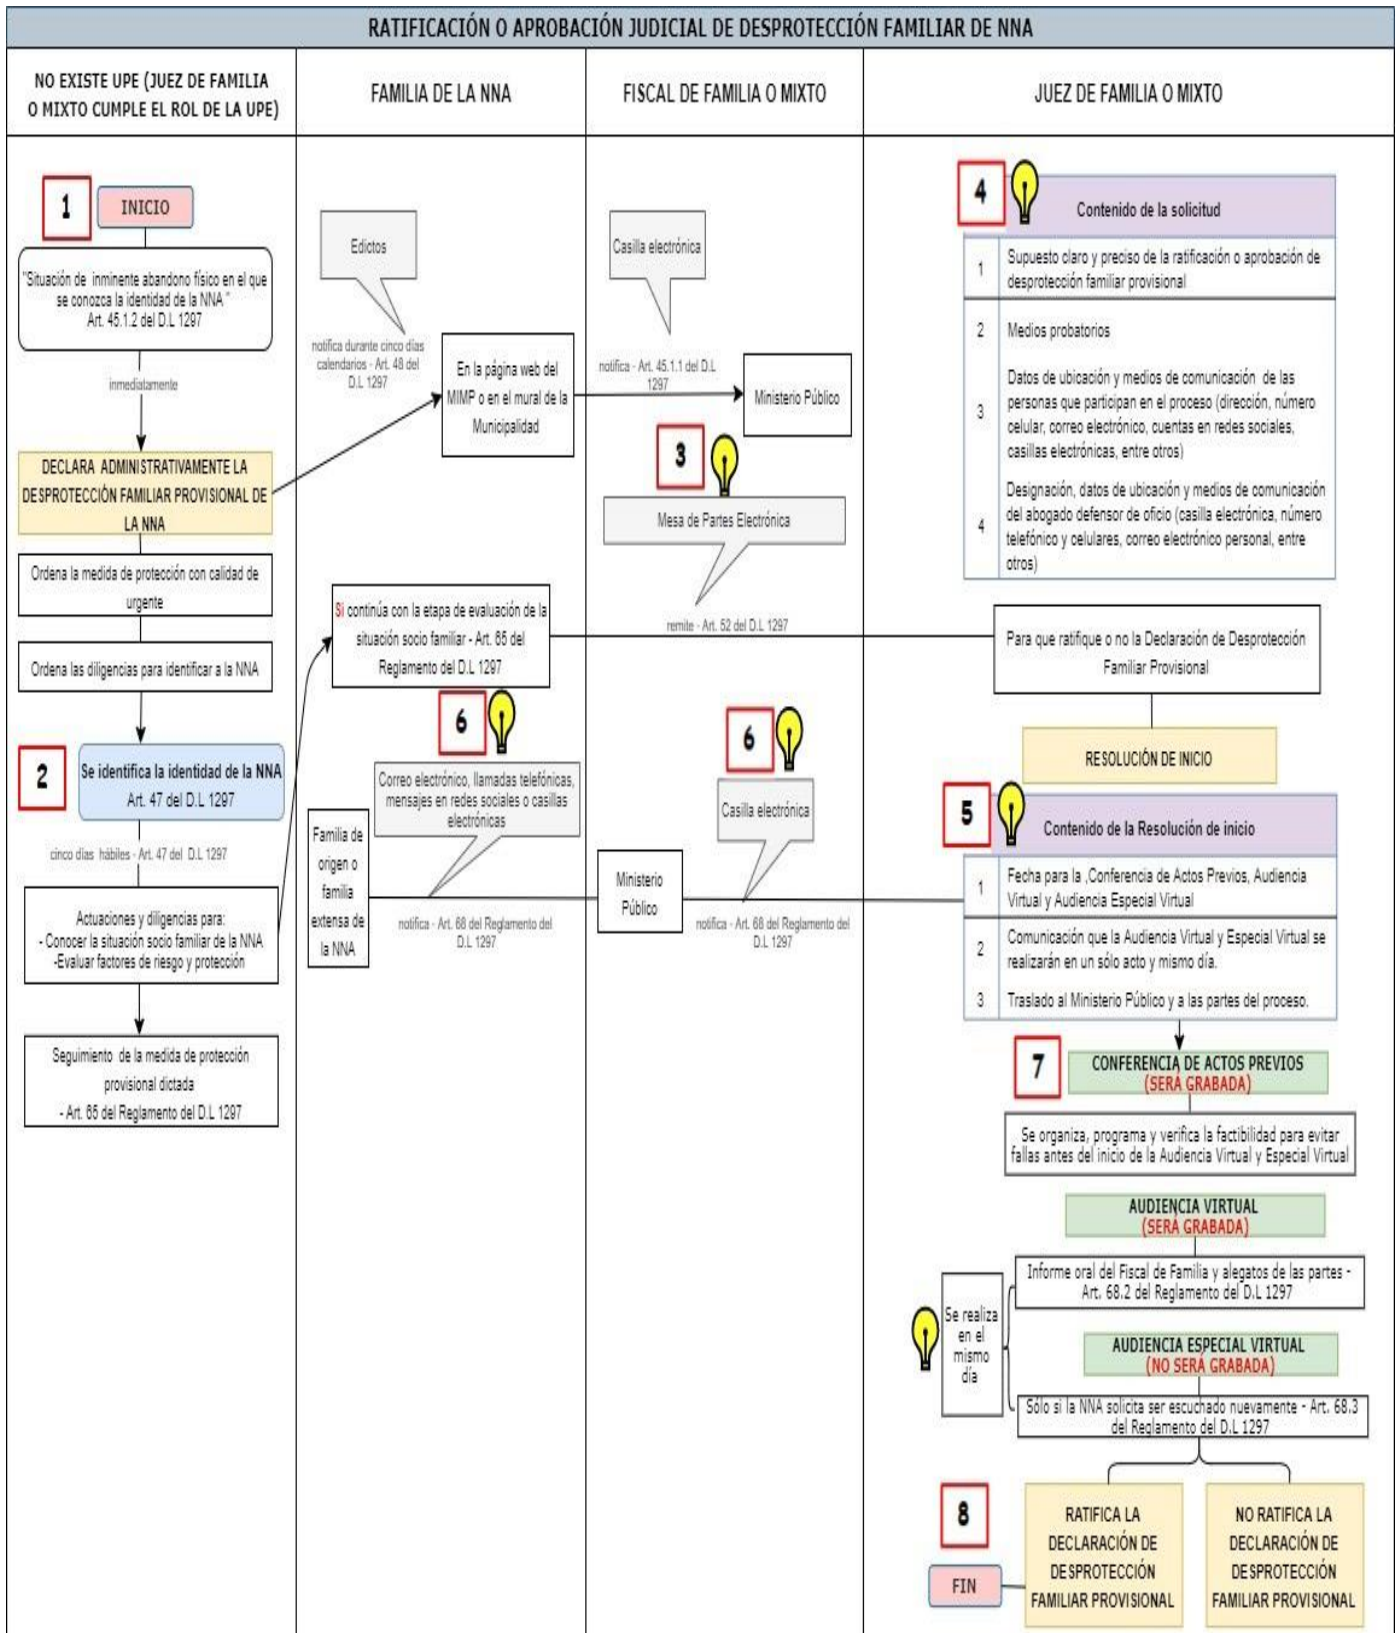 RATIFICACIÓN O APROBACIÓN JUDICIAL DE DESPROTECCIÓN FAMILIAR DE NNA
NO EXISTE UPE (JUEZ DE FAMILIA
O MIXTO CUMPLE EL ROL DE LA UPE)
FAMILIA DE LA NNA
FISCAL DE FAMILIA O MIXTO
JUEZ DE FAMILIA O MIXTO
1
INICIO
"Situación de inminente abandono físico en el que
se conozca la identidad de la NNA "
Art. 45.1.2 del D.L 1297
inmediatamente
DECLARA ADMINISTRATIVAMENTE LA
DESPROTECCIÓN FAMILIAR PROVISIONAL DE
LA NNA
Ordena la medida de protección con calidad de
urgente
Ordena las diligencias para identificar a la NNA
2
Se identifica la identidad de la NNA
Art. 47 del D.L 1297
cinco días hábiles - Art. 47 del D.L 1297
Actuaciones y diligencias para:
- Conocer la situación socio familiar de la NNA
-Evaluar factores de riesgo y protección
Seguimiento de la medida de protección
provisional dictada
- Art. 65 del Reglamento del D.L 1297
Edictos
notifica durante cinco días
calendarios - Art. 48 del
D.L 1297
En la página web del
MIMP o en el mural de la
Municipalidad
Si continúa con la etapa de evaluación de la
situación socio familiar - Art. 65 del
Reglamento del D.L 1297
6
Correo electrónico, llamadas telefónicas,
mensajes en redes sociales o casillas
electrónicas
Familia de
origen o
familia
extensa de
la NNA
notifica - Art. 68 del Reglamento del
D.L 1297
Casilla electrónica
notifica - Art. 45.1.1 del D.L
1297
Ministerio Público
3
Mesa de Partes Electrónica
remite - Art. 52 del D.L 1297
6
Casilla electrónica
Ministerio
Público
notifica - Art. 68 del Reglamento del
D.L 1297
4
Contenido de la solicitud
1
Supuesto claro y preciso de la ratificación o aprobación de
desprotección familiar provisional
2
Medios probatorios
3
Datos de ubicación y medios de comunicación de las
personas que participan en el proceso (dirección, número
celular, correo electrónico, cuentas en redes sociales,
casillas electrónicas, entre otros)
4
Designación, datos de ubicación y medios de comunicación
del abogado defensor de oficio (casilla electrónica, número
telefónico y celulares, correo electrónico personal, entre
otros)
Para que ratifique o no la Declaración de Desprotección
Familiar Provisional
RESOLUCIÓN DE INICIO
5
Contenido de la Resolución de inicio
1
Fecha para la ,Conferencia de Actos Previos, Audiencia
Virtual y Audiencia Especial Virtual
2
Comunicación que la Audiencia Virtual y Especial Virtual se
realizarán en un sólo acto y mismo día.
3
Traslado al Ministerio Público y a las partes del proceso.
7
CONFERENCIA DE ACTOS PREVIOS
(SERÁ GRABADA)
Se organiza, programa y verifica la factibilidad para evitar
fallas antes del inicio de la Audiencia Virtual y Especial Virtual
AUDIENCIA VIRTUAL
(SERÁ GRABADA)
Informe oral del Fiscal de Familia y alegatos de las partes -
Art. 68.2 del Reglamento del D.L 1297
Se realiza
en el
mismo
día
AUDIENCIA ESPECIAL VIRTUAL
(NO SERÁ GRABADA)
Sólo si la NNA solicita ser escuchado nuevamente - Art. 68.3
del Reglamento del D.L 1297
8
FIN
RATIFICA LA
DECLARACIÓN DE
DESPROTECCIÓN
FAMILIAR PROVISIONAL
NO RATIFICA LA
DECLARACIÓN DE
DESPROTECCIÓN
FAMILIAR PROVISIONAL